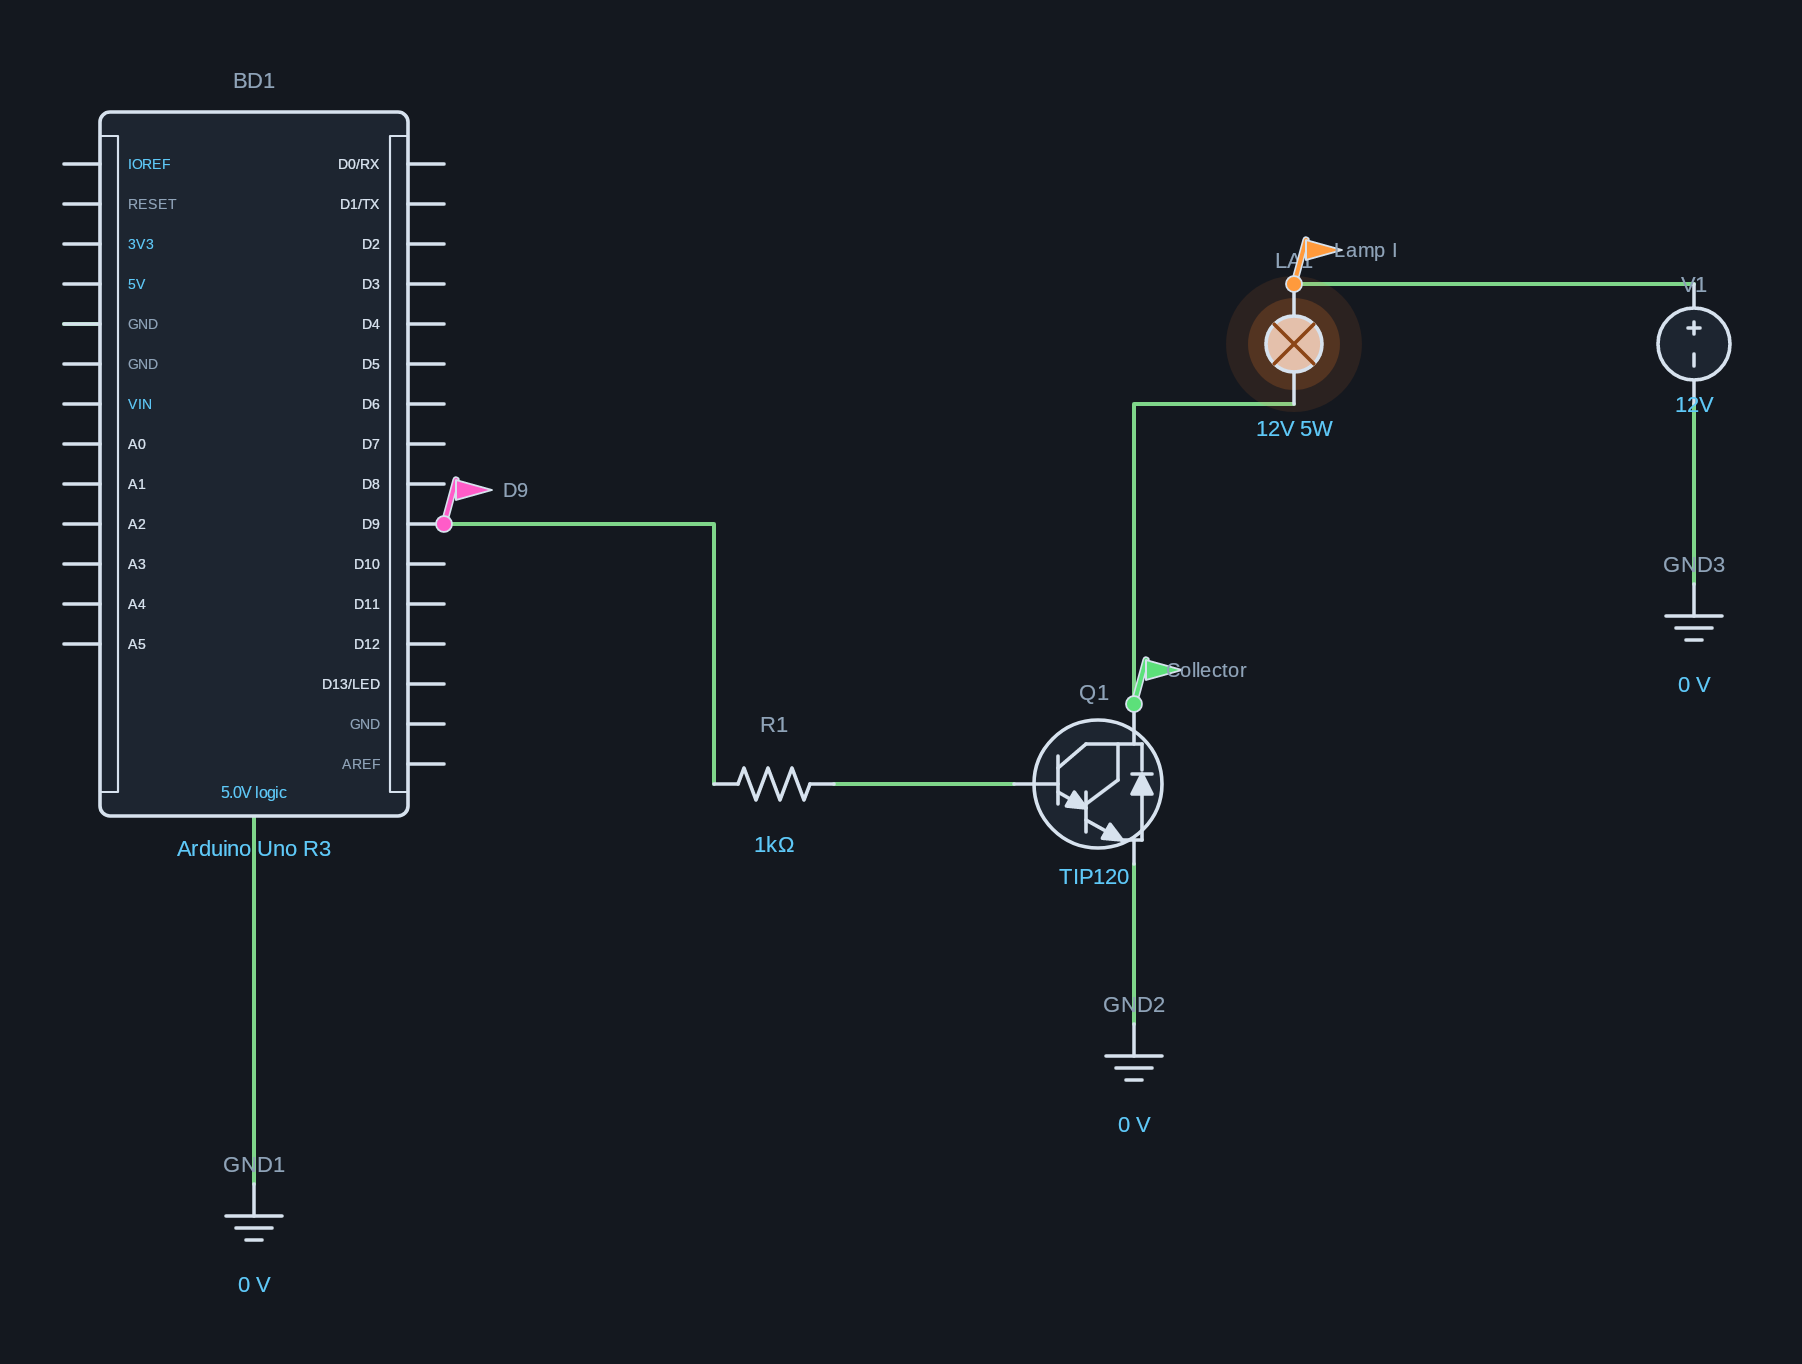 BD1
IOREF
RESET
3V3
5V
GND
GND
VIN
A0
A1
A2
A3
A4
A5
D0/RX
D1/TX
D2
D3
D4
D5
D6
D7
D8
D9
D10
D11
D12
D13/LED
GND
AREF
5.0V logic
Arduino Uno R3
GND1
0 V
D9
R1
1kΩ
Q1
Collector
TIP120
GND2
0 V
LA1
Lamp I
12V 5W
V1
12V
GND3
0 V